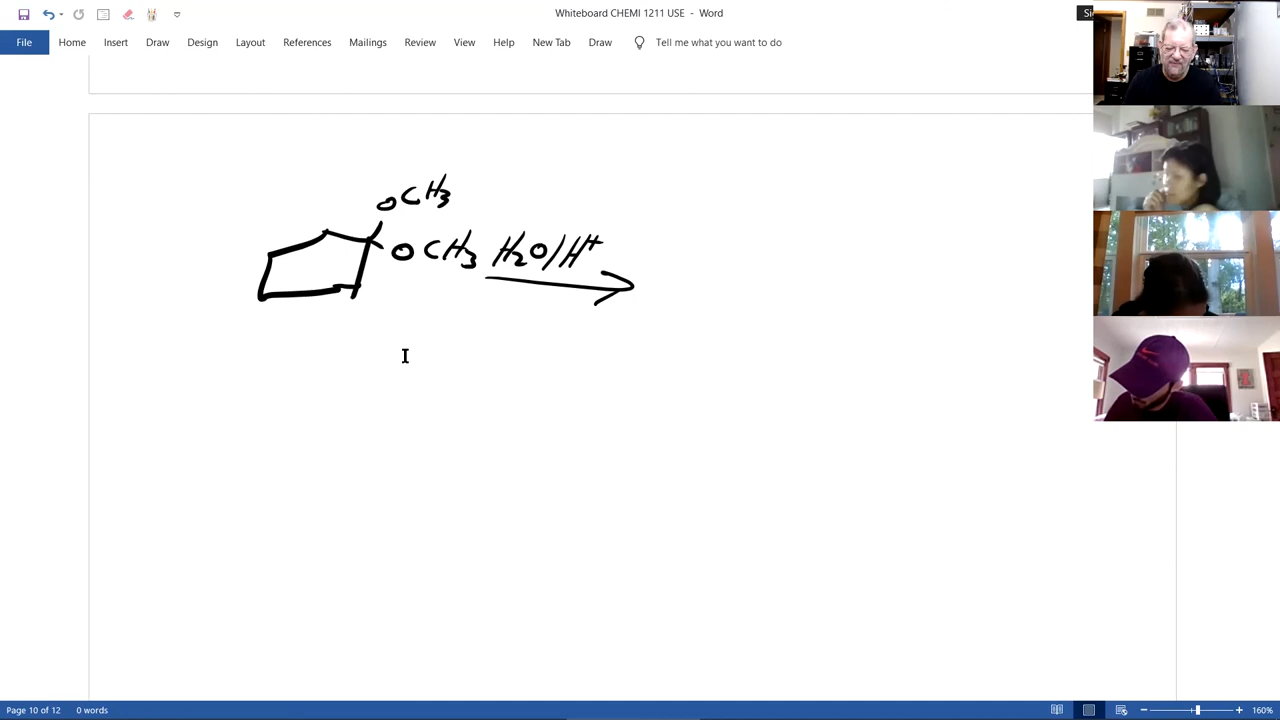 Whiteboard CHEMI 1211 USE - Word
File Home Insert Draw Design Layout References Mailings Review View Help New Tab Draw Tell me what you want to do
OCH3
OCH3 H2O/H+
Page 10 of 12 0 words 160%